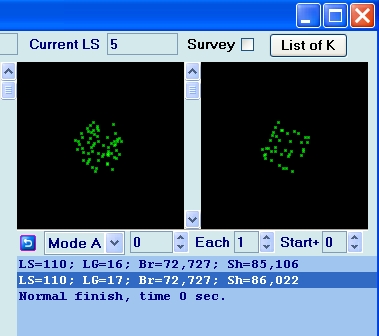 Current LS 5 Survey List of K
Mode A 0 Each 1 Start+ 0
LS=110; LG=16; Br=72,727; Sh=85,106
LS=110; LG=17; Br=72,727; Sh=86,022
Normal finish, time 0 sec.